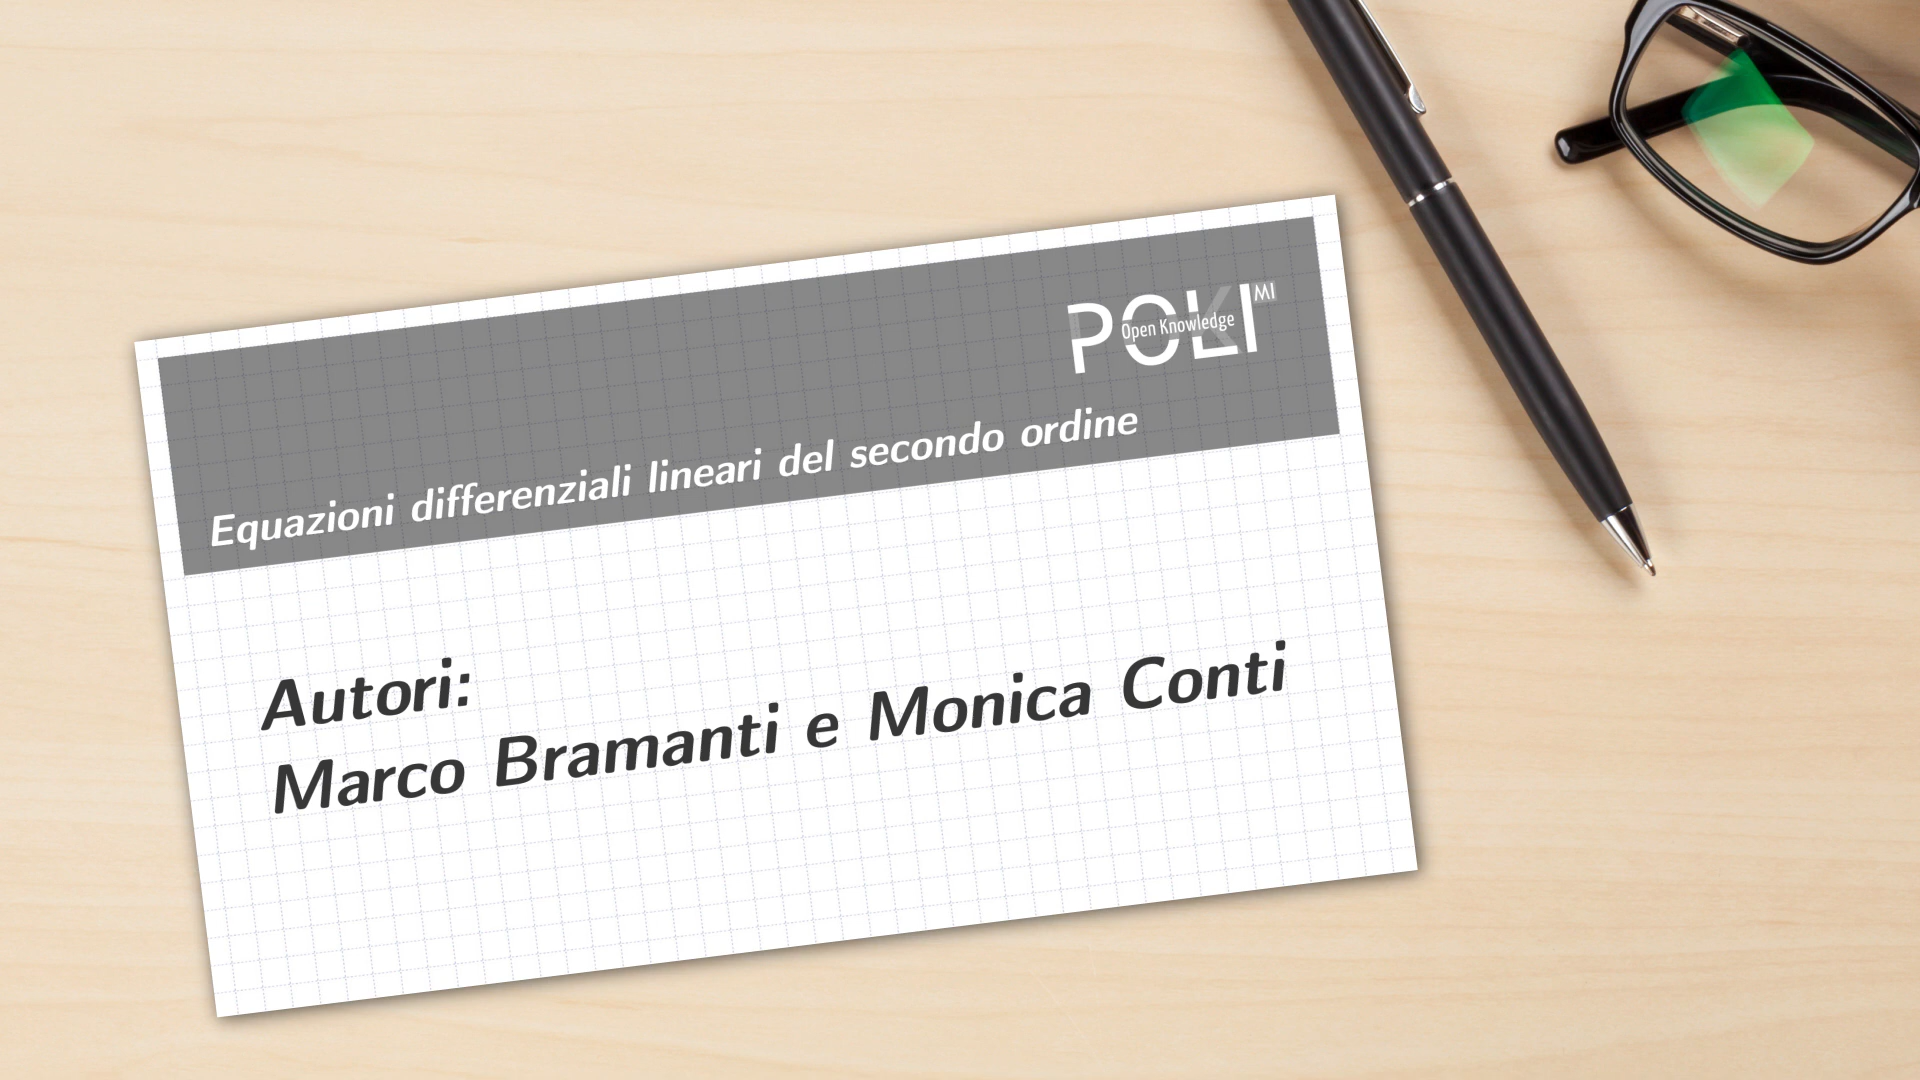 POLI MI
Open Knowledge
Equazioni differenziali lineari del secondo ordine
Autori:
Marco Bramanti e Monica Conti